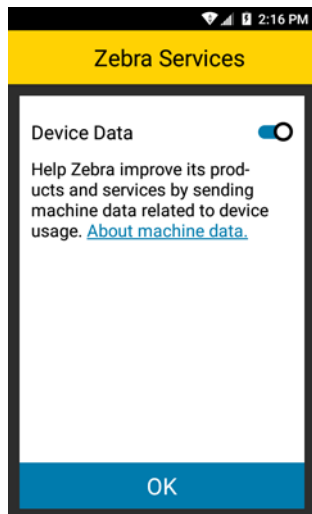 2:16 PM
Zebra Services
Device Data
Help Zebra improve its prod-
ucts and services by sending
machine data related to device
usage. About machine data.
OK